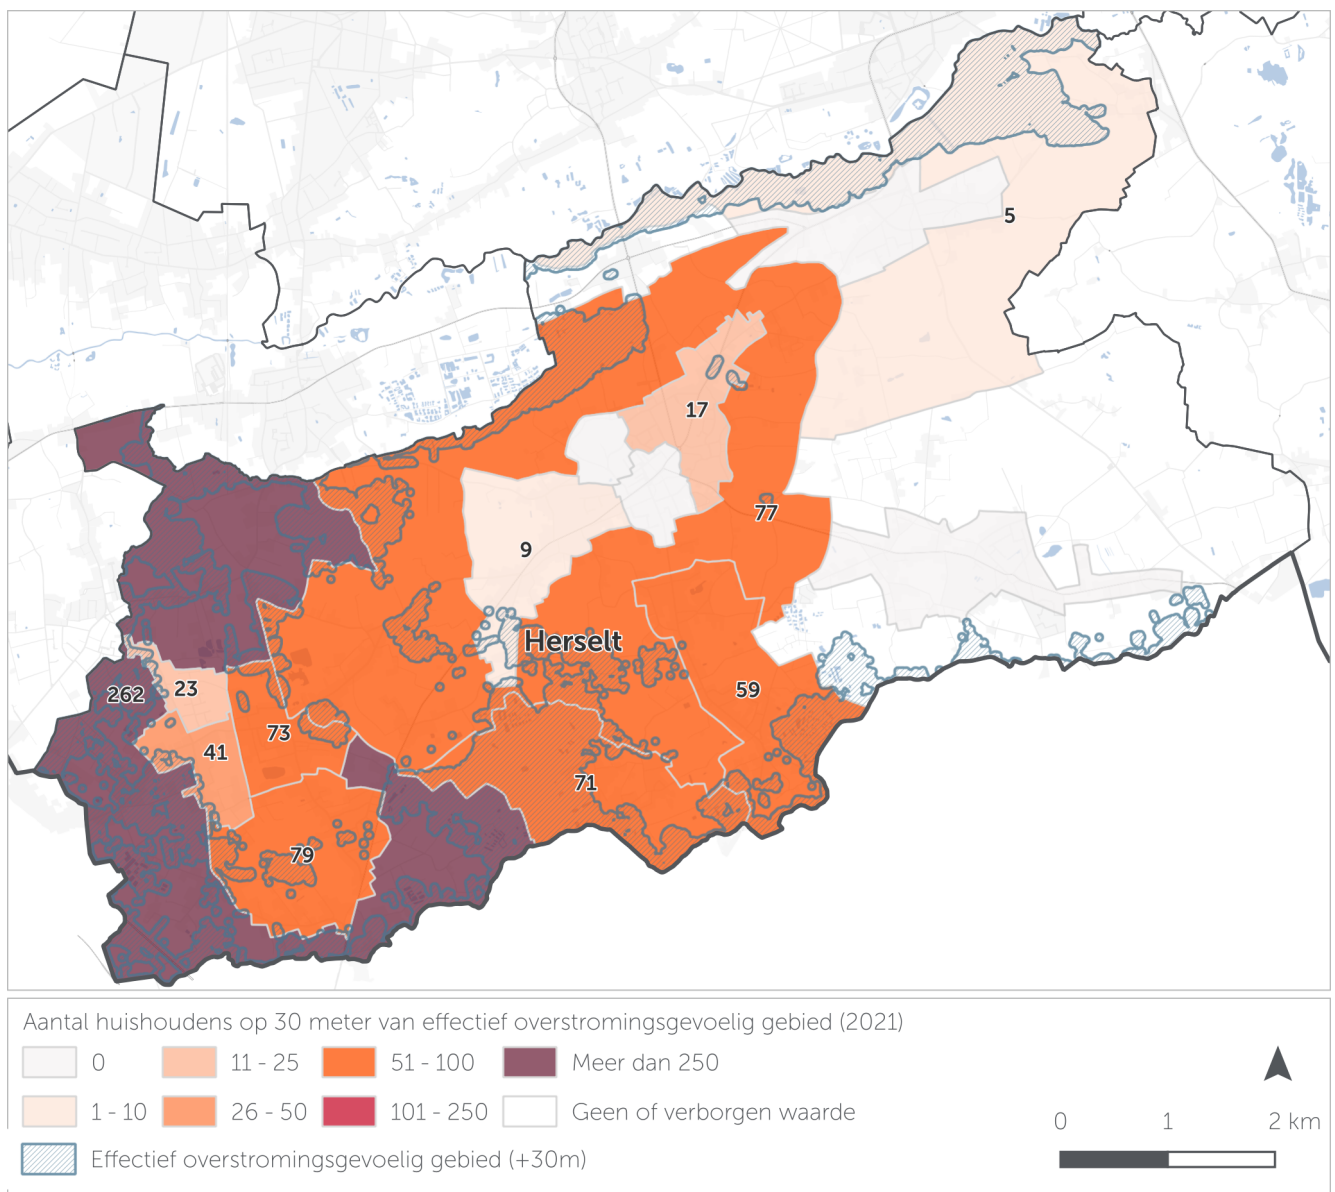 5
17
77
9
Herselt
262
23
59
73
41
71
79
Aantal huishoudens op 30 meter van effectief overstromingsgevoelig gebied (2021)
0 11 - 25 51 - 100 Meer dan 250
1 - 10 26 - 50 101 - 250 Geen of verborgen waarde
0 1 2 km
Effectief overstromingsgevoelig gebied (+30m)